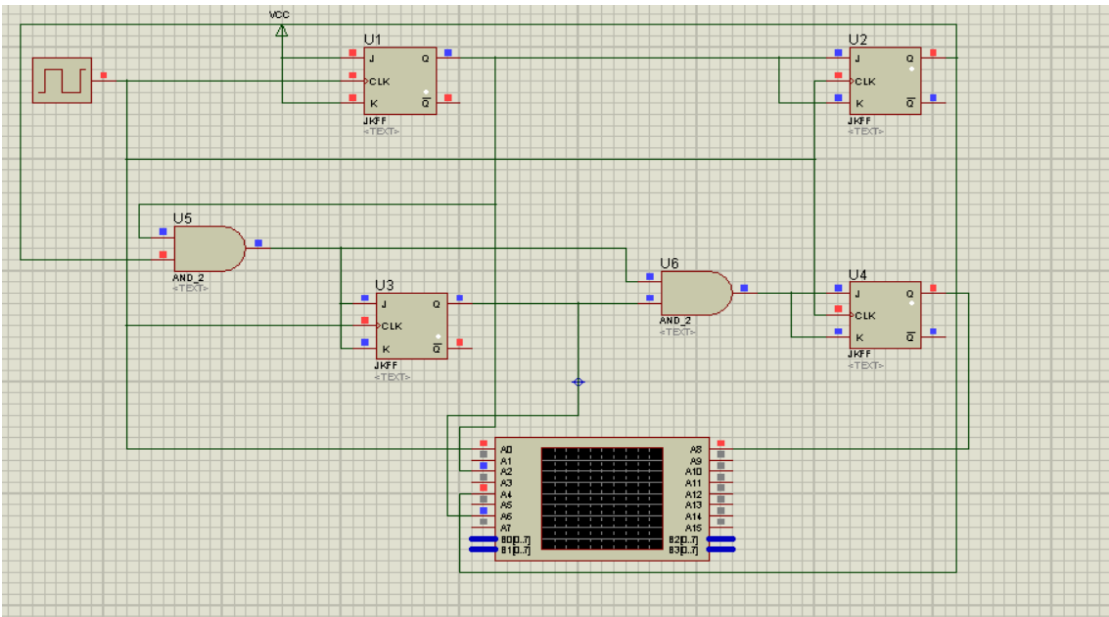 VCC
U1
J Q
CLK
K Q
JKFF
<TEXT>
U2
J Q
CLK
K Q
JKFF
<TEXT>
U5
AND_2
<TEXT>
U3
J Q
CLK
K Q
JKFF
<TEXT>
U6
AND_2
<TEXT>
U4
J Q
CLK
K Q
JKFF
<TEXT>
A0 A8
A1 A9
A2 A10
A3 A11
A4 A12
A5 A13
A6 A14
A7 A15
B0[0..7] B2[0..7]
B1[0..7] B3[0..7]